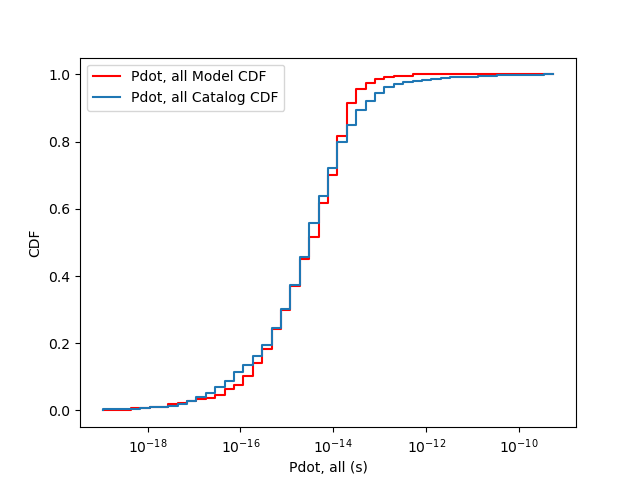 Pdot, all Model CDF
Pdot, all Catalog CDF
1.0
0.8
0.6
0.4
0.2
0.0
CDF
10⁻¹⁸
10⁻¹⁶
10⁻¹⁴
10⁻¹²
10⁻¹⁰
Pdot, all (s)